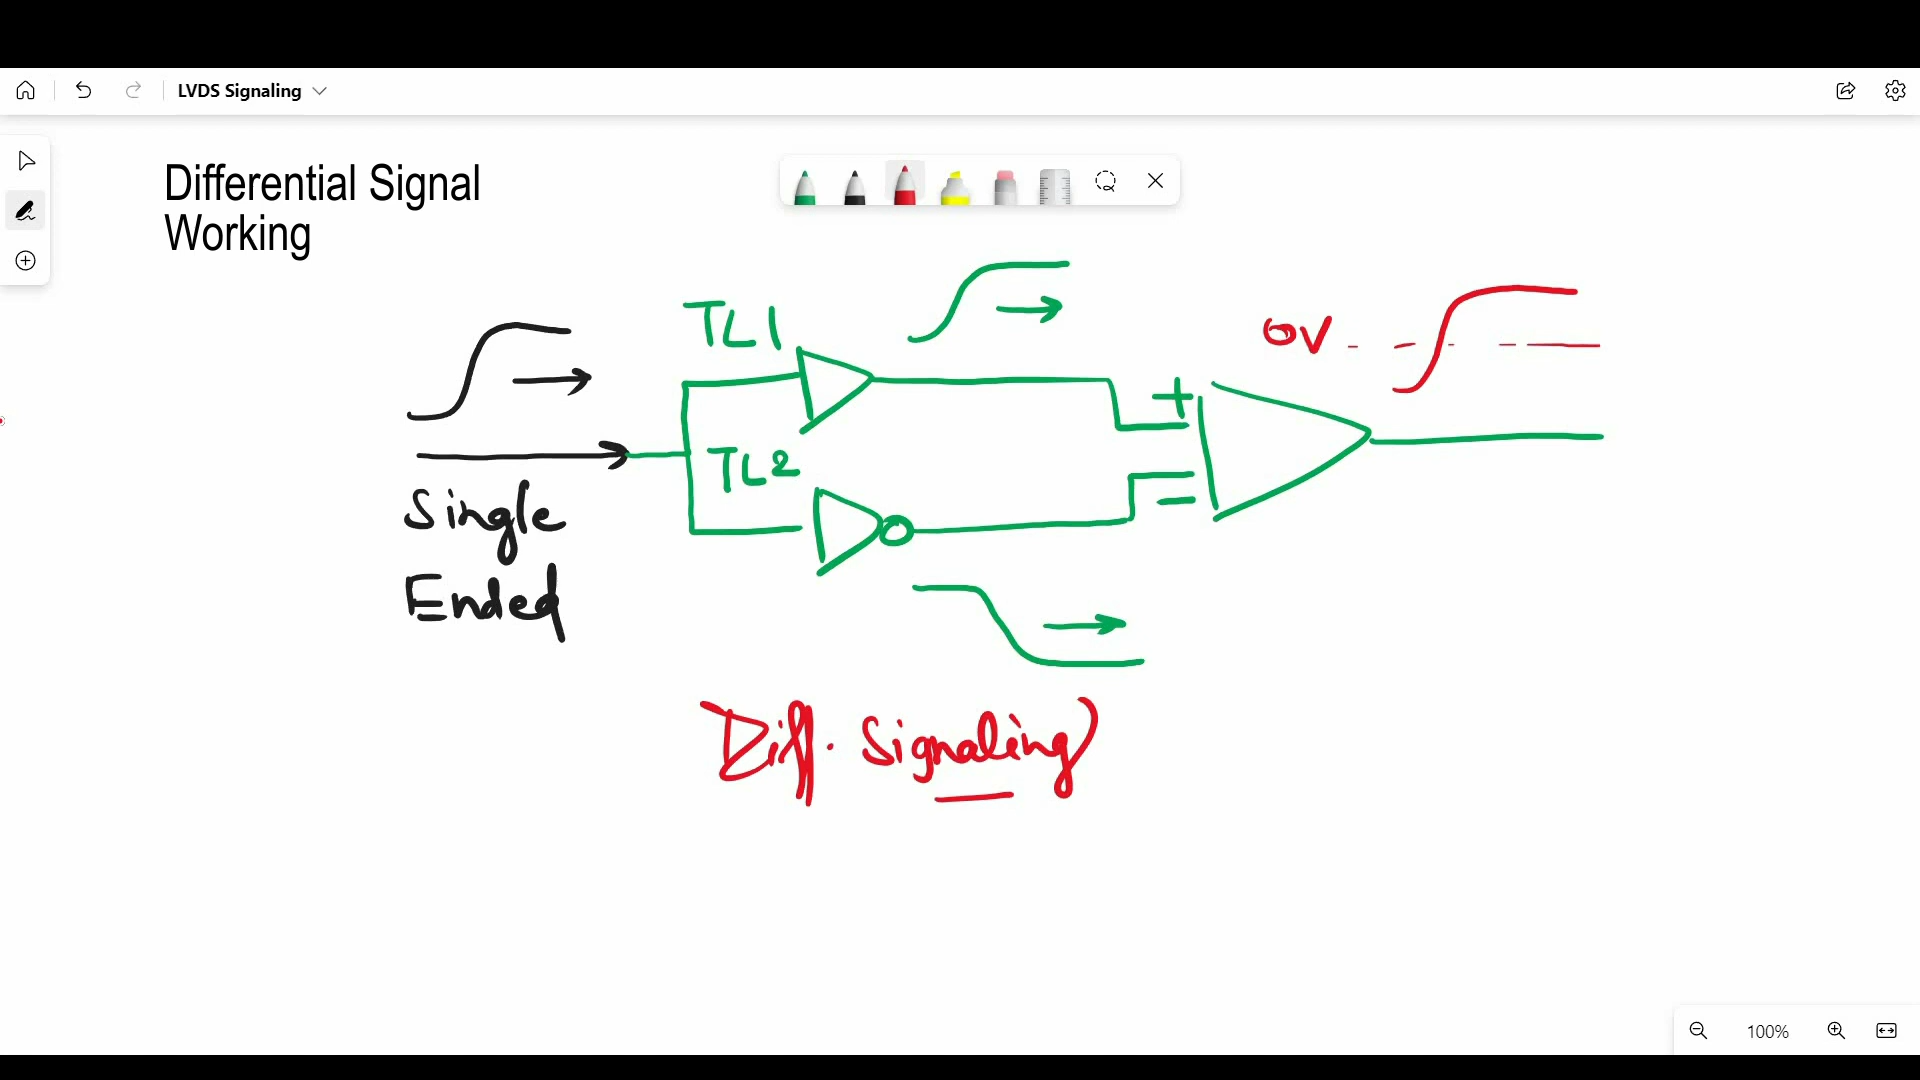 LVDS Signaling
Differential Signal
Working
TL1
0V
+
TL2
=
Single
Ended
Diff. Signaling
100%